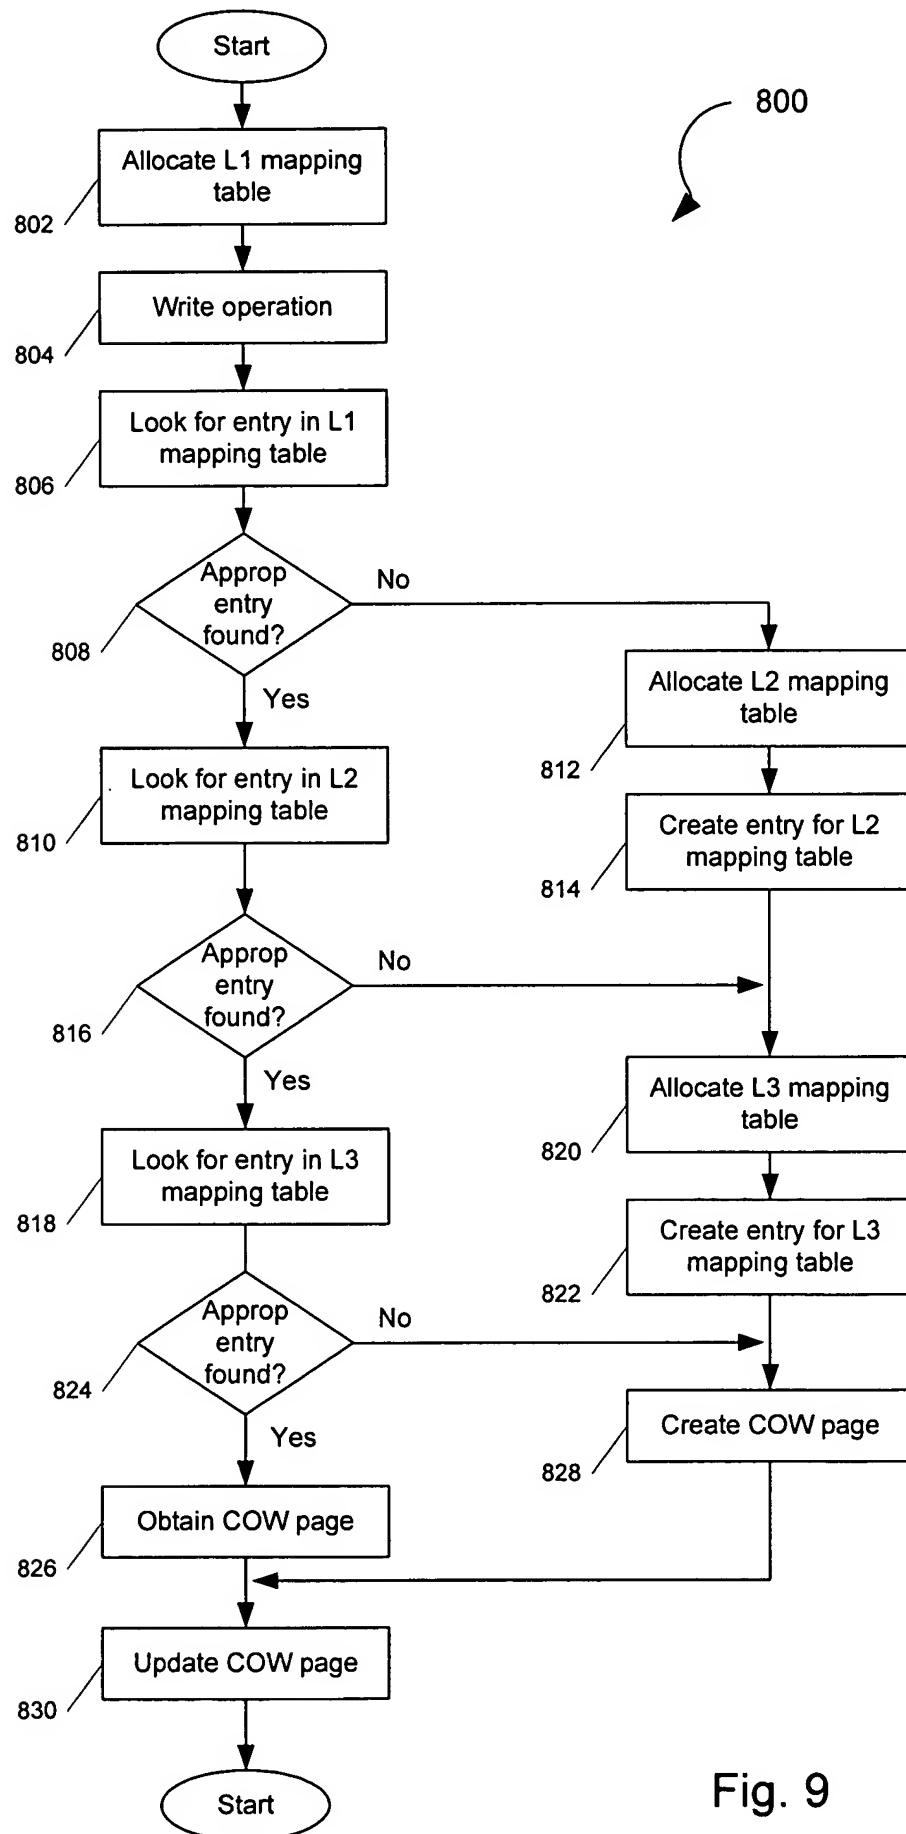 Start
800
Allocate L1 mapping
table
802
Write operation
804
Look for entry in L1
mapping table
806
Approp
entry
found?
No
808
Yes
Allocate L2 mapping
table
812
Look for entry in L2
mapping table
810
Create entry for L2
mapping table
814
Approp
entry
found?
No
816
Yes
Allocate L3 mapping
table
820
Look for entry in L3
mapping table
818
Create entry for L3
mapping table
822
Approp
entry
found?
No
824
Yes
Create COW page
828
Obtain COW page
826
Update COW page
830
Start
Fig. 9